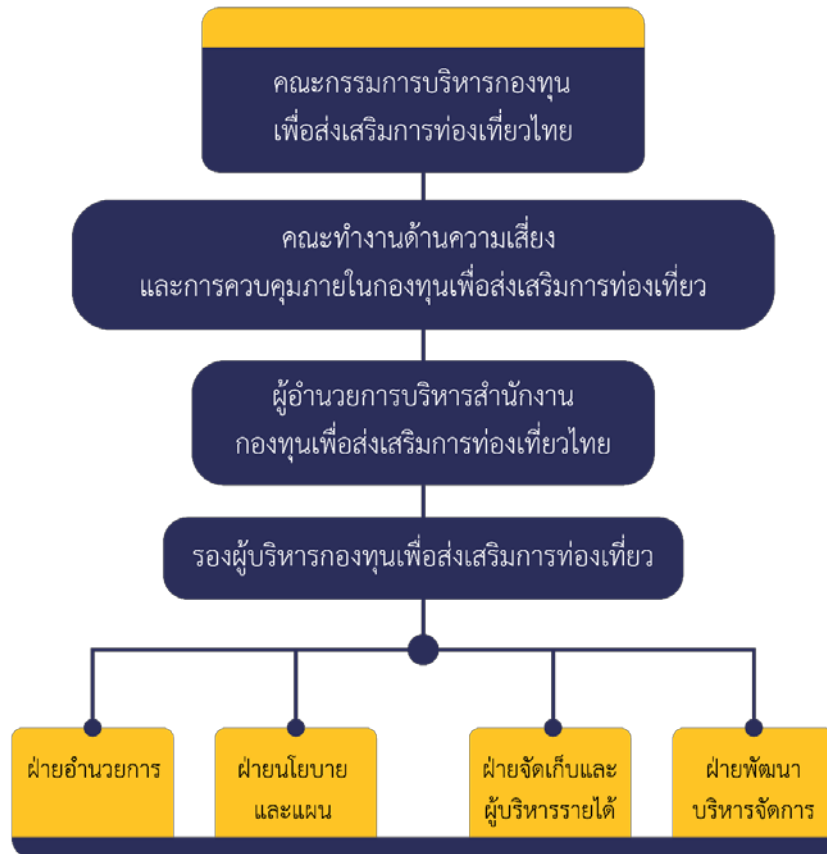 คณะกรรมการบริหารกองทุน
เพื่อส่งเสริมการท่องเที่ยวไทย
คณะทำงานด้านความเสี่ยง
และการควบคุมภายในกองทุนเพื่อส่งเสริมการท่องเที่ยว
ผู้อำนวยการบริหารสำนักงาน
กองทุนเพื่อส่งเสริมการท่องเที่ยวไทย
รองผู้บริหารกองทุนเพื่อส่งเสริมการท่องเที่ยว
ฝ่ายอำนวยการ
ฝ่ายนโยบาย
และแผน
ฝ่ายจัดเก็บและ
ผู้บริหารรายได้
ฝ่ายพัฒนา
บริหารจัดการ